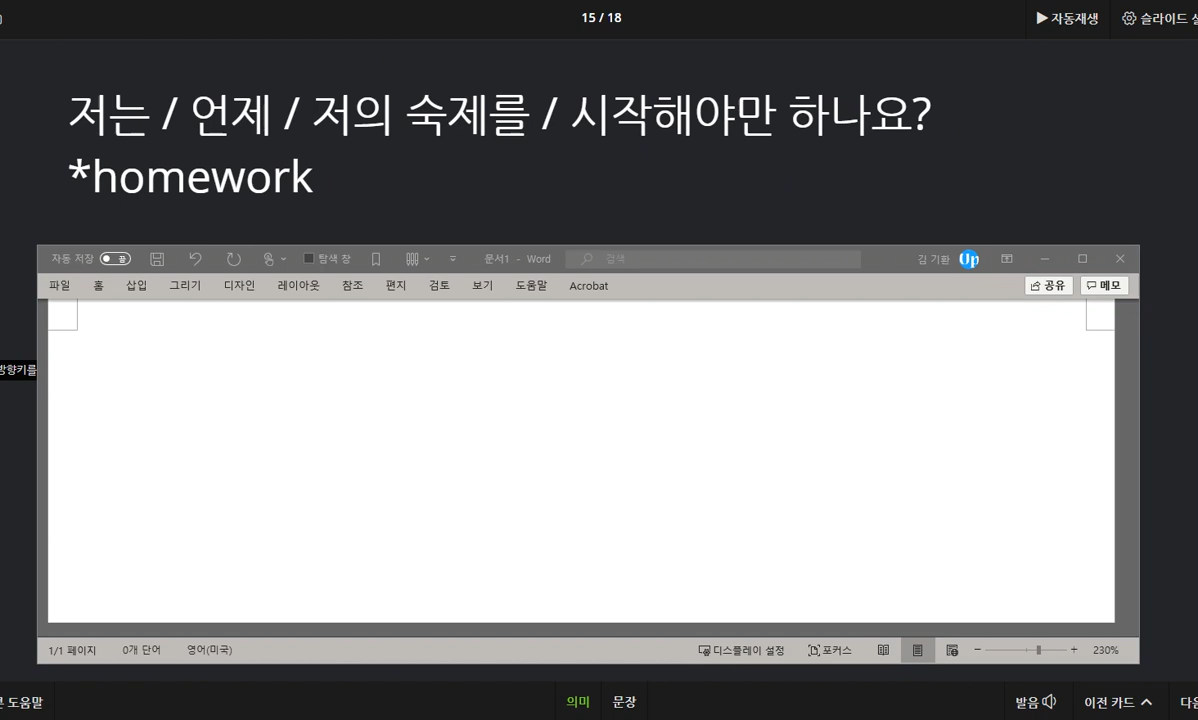 15 / 18
▶ 자동재생
슬라이드
저는 / 언제 / 저의 숙제를 / 시작해야만 하나요?
*homework
자동 저장 끔
탐색 창
문서1 - Word
검색
김 기환
Up
파일 홈 삽입 그리기 디자인 레이아웃 참조 편지 검토 보기 도움말 Acrobat
공유 메모
방향키를
1/1 페이지 0개 단어 영어(미국) 디스플레이 설정 포커스 − + 230%
도움말 의미 문장 발음 이전 카드